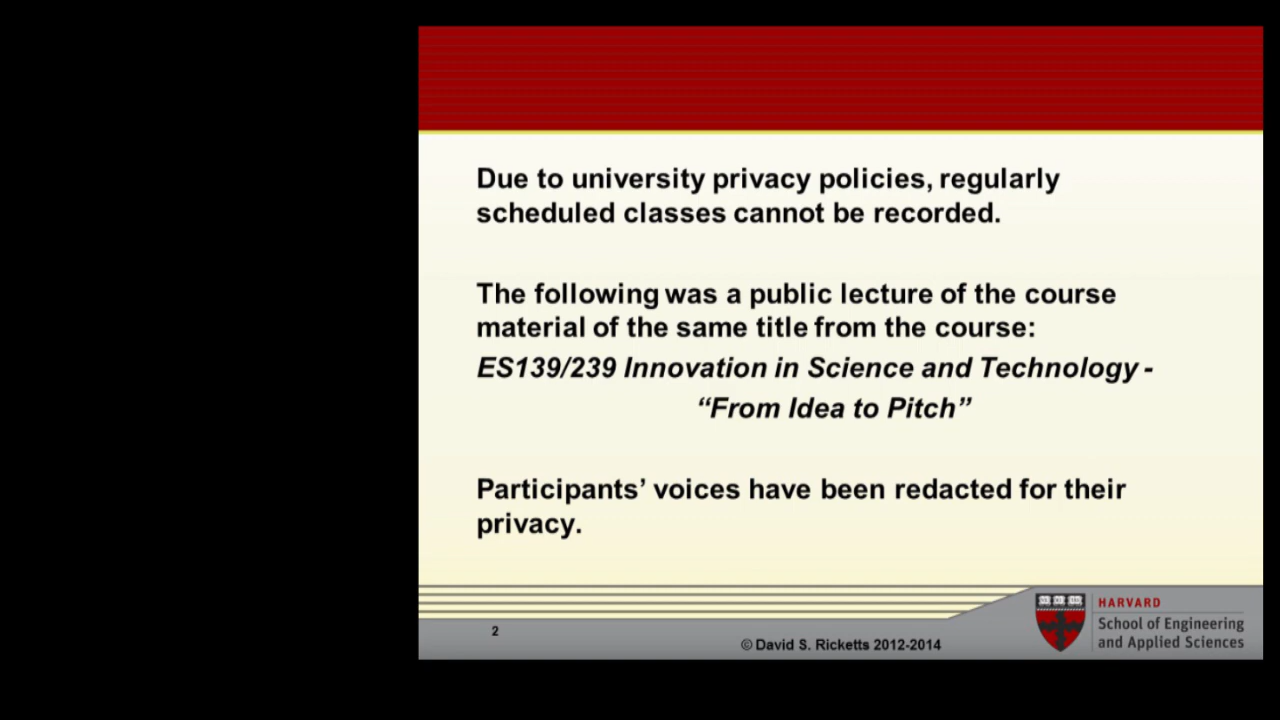 Due to university privacy policies, regularly
scheduled classes cannot be recorded.
The following was a public lecture of the course
material of the same title from the course:
ES139/239 Innovation in Science and Technology -
“From Idea to Pitch”
Participants’ voices have been redacted for their
privacy.
2
© David S. Ricketts 2012-2014
HARVARD
School of Engineering
and Applied Sciences